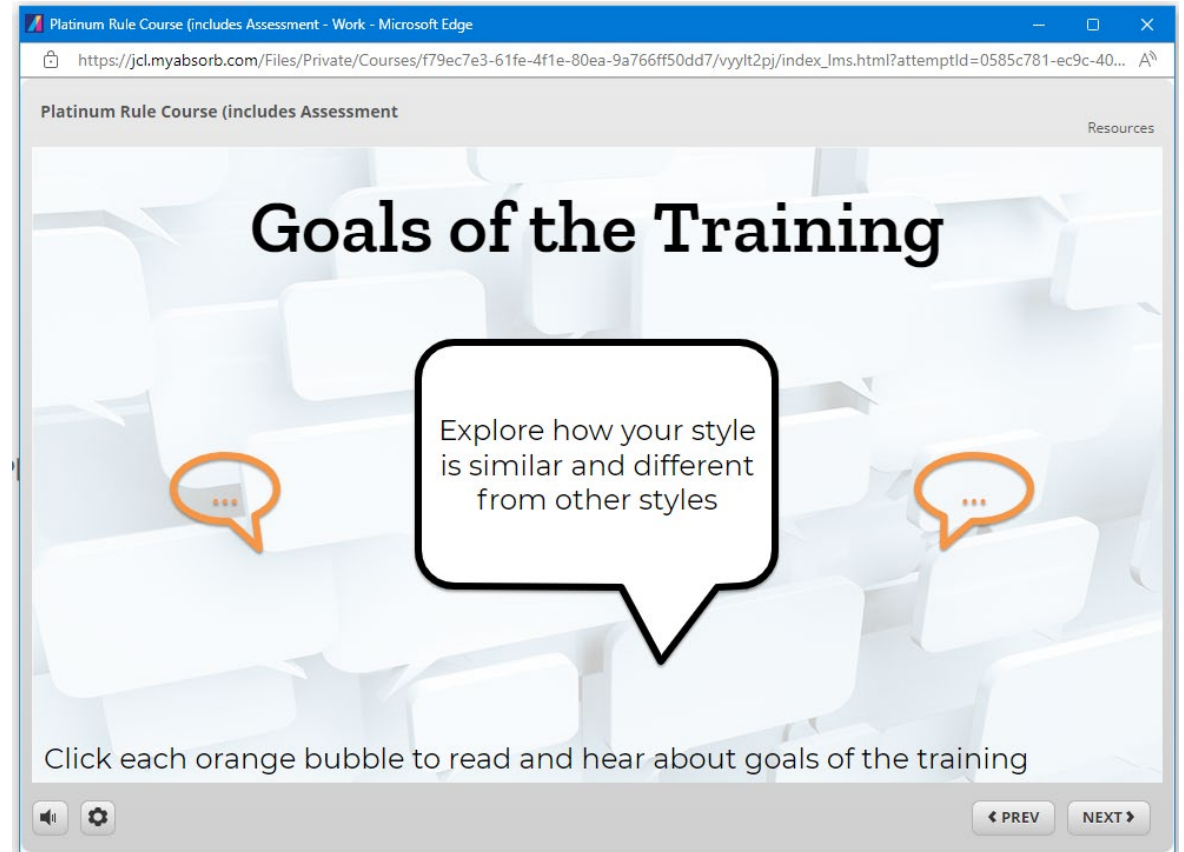 Platinum Rule Course (includes Assessment - Work - Microsoft Edge
https://jcl.myabsorb.com/Files/Private/Courses/f79ec7e3-61fe-4f1e-80ea-9a766ff50dd7/vyylt2pj/index_lms.html?attemptId=0585c781-ec9c-40...
Platinum Rule Course (includes Assessment
Resources
Goals of the Training
Explore how your style
is similar and different
from other styles
...
...
Click each orange bubble to read and hear about goals of the training
PREV
NEXT